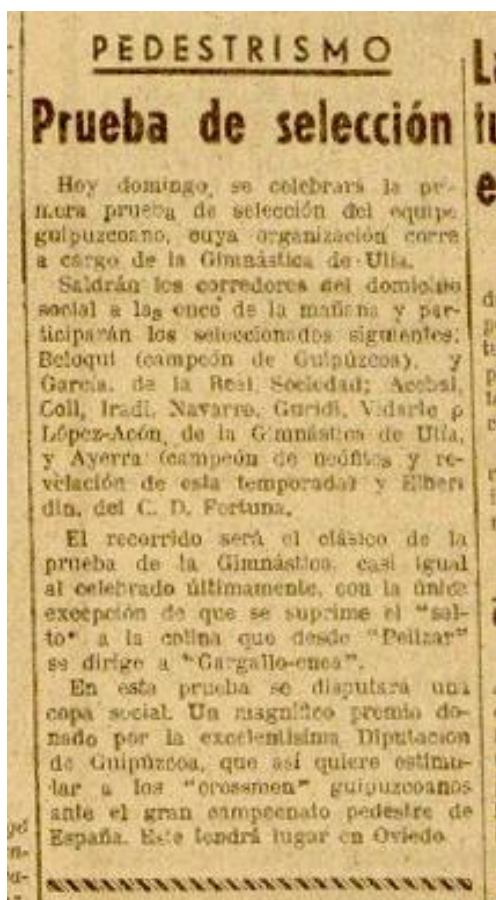 PEDESTRISMO
Prueba de selección
Hoy domingo, se celebrará la pri-
mera prueba de selección del equipo
guipuzcoano, cuya organización corre
a cargo de la Gimnástica de Ulía.
Saldrán los corredores del domicilio
social a las once de la mañana y par-
ticiparán los seleccionados siguientes:
Beloqui (campeón de Guipúzcoa), y
García, de la Real Sociedad; Acebal,
Coll, Iradi, Navarro, Guridi, Vidarte
López-Acón, de la Gimnástica de Ulía,
y Ayerra (campeón de neófitos y re-
velación de esta temporada) y Elber
din, del C. D. Fortuna.
El recorrido será el clásico de la
prueba de la Gimnástica, casi igual
al celebrado últimamente, con la única
excepción de que se suprime el "sal-
to" a la colina que desde "Pelizar"
se dirige a "Gargallo-enea".
En esta prueba se disputará una
copa social. Un magnífico premio do-
nado por la excelentísima Diputación
de Guipúzcoa, que así quiere estimu-
lar a los "crossmen" guipuzcoanos
ante el gran campeonato pedestre de
España. Este tendrá lugar en Oviedo